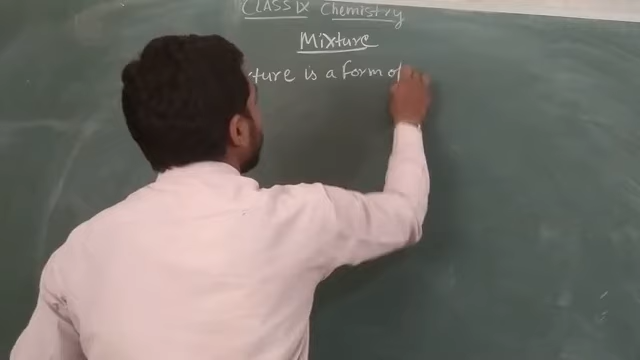 CLASS IX Chemistry
Mixture
ture is a form of